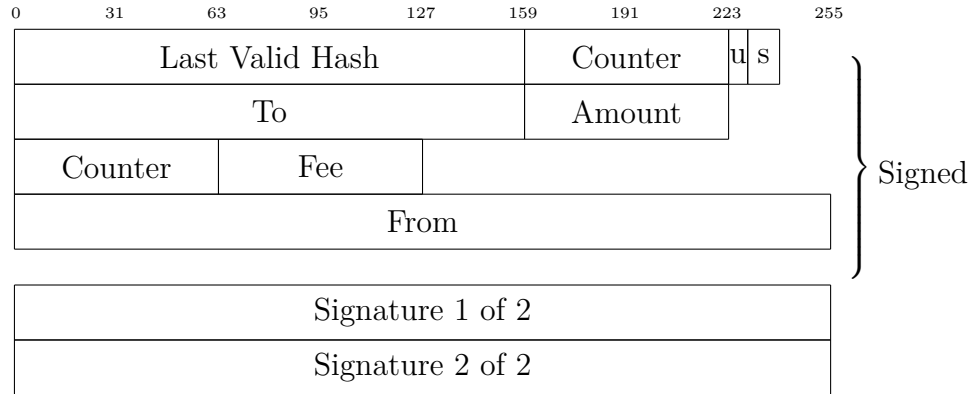 0 31 63 95 127 159 191 223 255
Last Valid Hash Counter u s
To Amount
Counter Fee
Signed
From
Signature 1 of 2
Signature 2 of 2